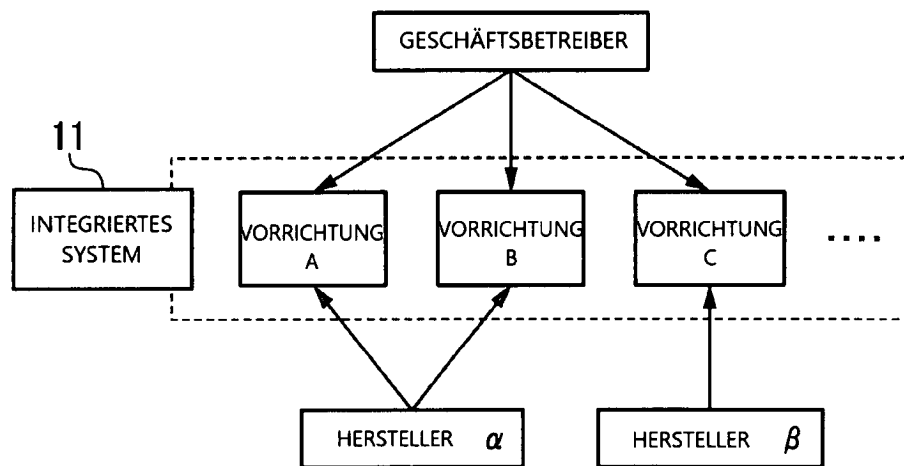 GESCHÄFTSBETREIBER
11
INTEGRIERTES
SYSTEM
VORRICHTUNG
A
VORRICHTUNG
B
VORRICHTUNG
C
....
HERSTELLER α
HERSTELLER β